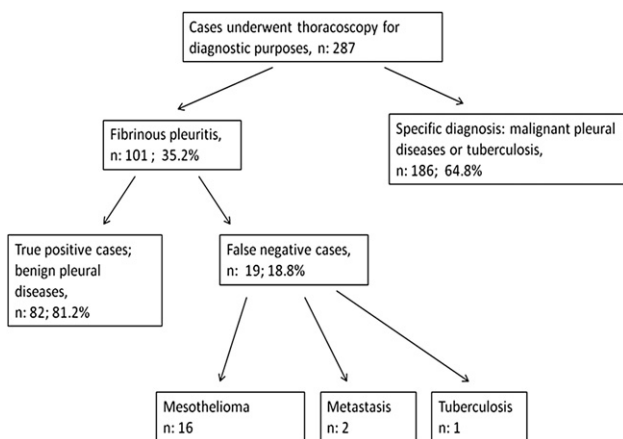 Cases underwent thoracoscopy for
diagnostic purposes, n: 287
Fibrinous pleuritis,
n: 101 ; 35.2%
Specific diagnosis: malignant pleural
diseases or tuberculosis,
n: 186; 64.8%
True positive cases;
benign pleural
diseases,
n: 82; 81.2%
False negative cases,
n: 19; 18.8%
Mesothelioma
n: 16
Metastasis
n: 2
Tuberculosis
n: 1